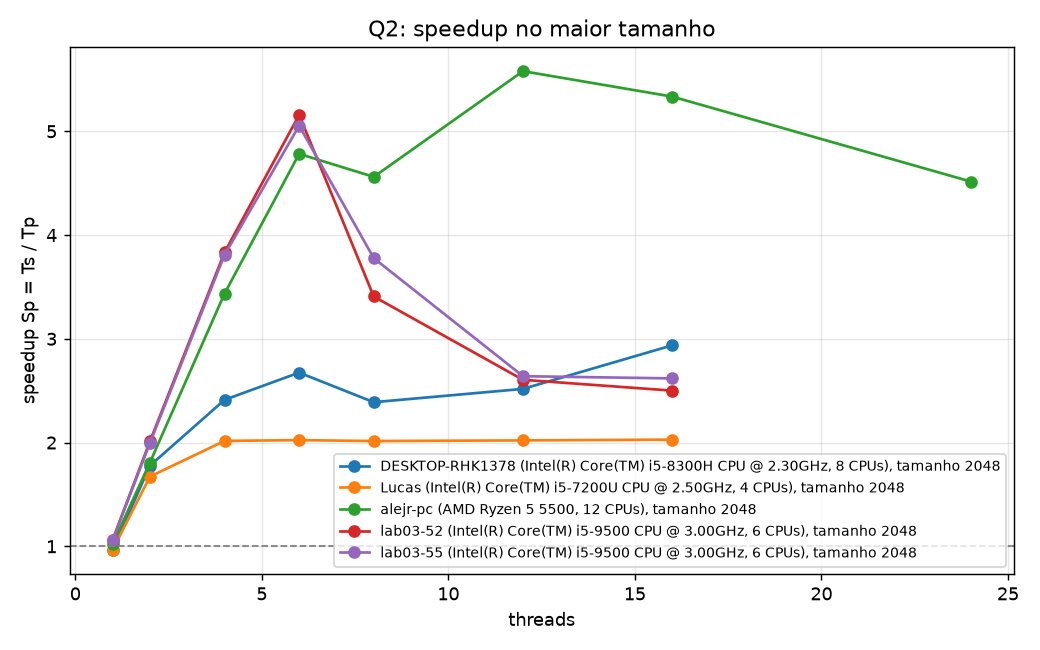 Q2: speedup no maior tamanho
speedup Sp = Ts / Tp
5
4
3
2
1
DESKTOP-RHK1378 (Intel(R) Core(TM) i5-8300H CPU @ 2.30GHz, 8 CPUs), tamanho 2048
Lucas (Intel(R) Core(TM) i5-7200U CPU @ 2.50GHz, 4 CPUs), tamanho 2048
alejr-pc (AMD Ryzen 5 5500, 12 CPUs), tamanho 2048
lab03-52 (Intel(R) Core(TM) i5-9500 CPU @ 3.00GHz, 6 CPUs), tamanho 2048
lab03-55 (Intel(R) Core(TM) i5-9500 CPU @ 3.00GHz, 6 CPUs), tamanho 2048
0 5 10 15 20 25
threads